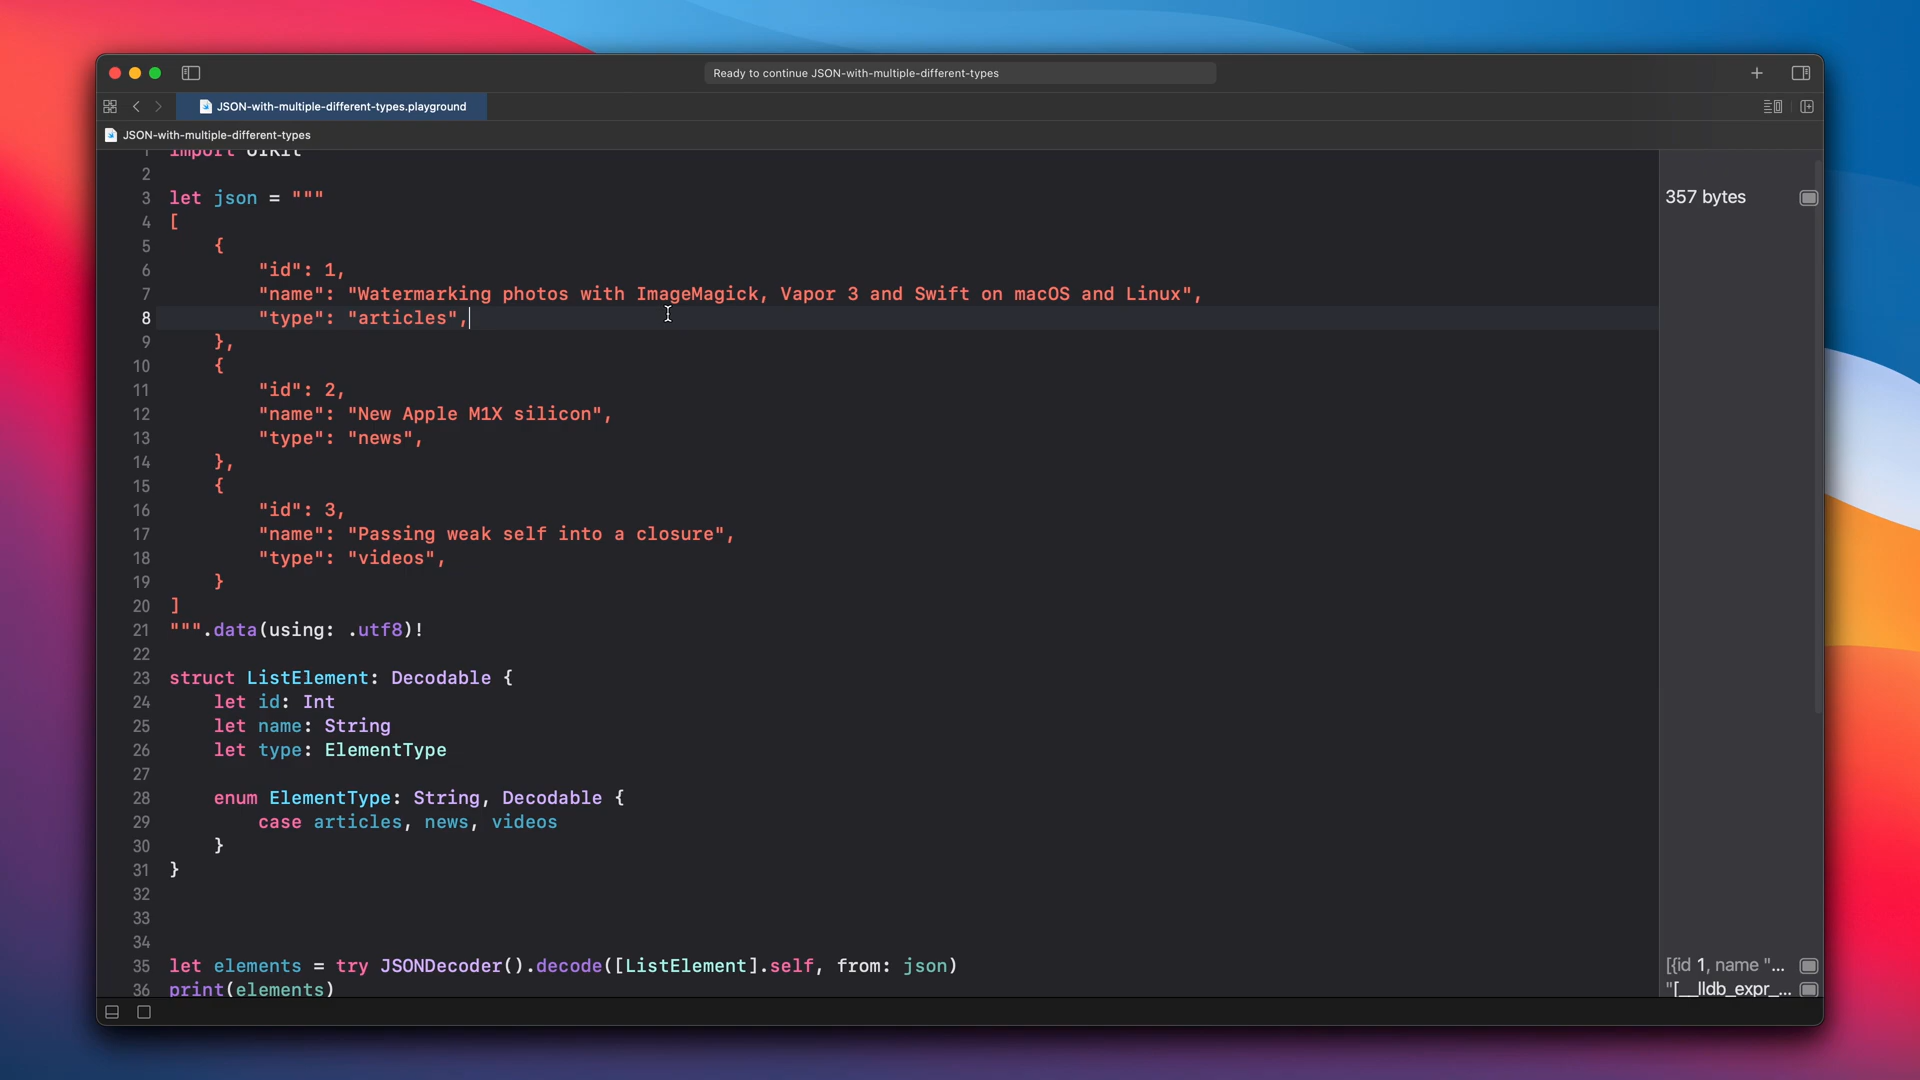 Ready to continue JSON-with-multiple-different-types
JSON-with-multiple-different-types.playground
JSON-with-multiple-different-types
1 import UIKit
2
3 let json = """ 357 bytes
4 [
5 {
6 "id": 1,
7 "name": "Watermarking photos with ImageMagick, Vapor 3 and Swift on macOS and Linux",
8 "type": "articles",
9 },
10 {
11 "id": 2,
12 "name": "New Apple M1X silicon",
13 "type": "news",
14 },
15 {
16 "id": 3,
17 "name": "Passing weak self into a closure",
18 "type": "videos",
19 }
20 ]
21 """.data(using: .utf8)!
22
23 struct ListElement: Decodable {
24 let id: Int
25 let name: String
26 let type: ElementType
27
28 enum ElementType: String, Decodable {
29 case articles, news, videos
30 }
31 }
32
33
34
35 let elements = try JSONDecoder().decode([ListElement].self, from: json) [{id 1, name "...
36 print(elements) "[__lldb_expr_...